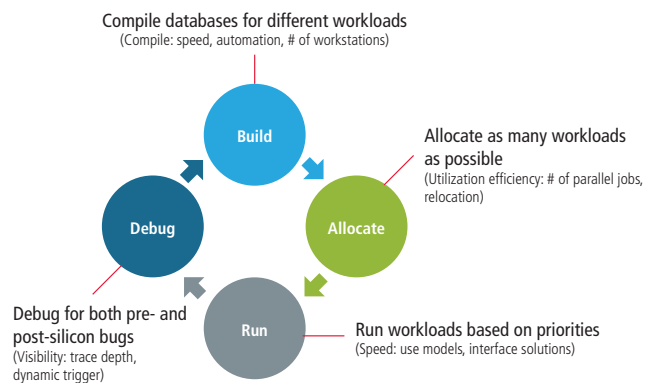 Compile databases for different workloads
(Compile: speed, automation, # of workstations)
Build
Allocate as many workloads
as possible
(Utilization efficiency: # of parallel jobs,
relocation)
Debug
Allocate
Debug for both pre- and
post-silicon bugs
(Visibility: trace depth,
dynamic trigger)
Run
Run workloads based on priorities
(Speed: use models, interface solutions)